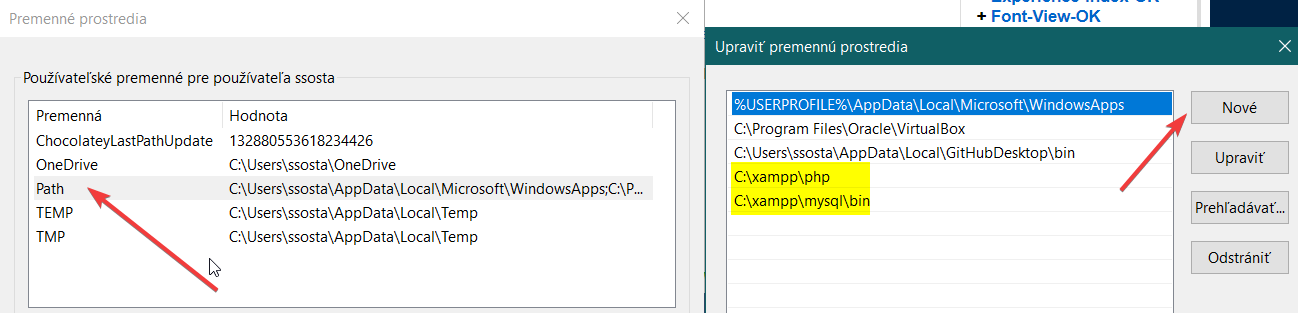 Premenné prostredia
Používateľské premenné pre používateľa ssosta
Premenná Hodnota
ChocolateyLastPathUpdate 132880553618234426
OneDrive C:\Users\ssosta\OneDrive
Path C:\Users\ssosta\AppData\Local\Microsoft\WindowsApps;C:\P...
TEMP C:\Users\ssosta\AppData\Local\Temp
TMP C:\Users\ssosta\AppData\Local\Temp
+ Font-View-OK
Upraviť premennú prostredia
%USERPROFILE%\AppData\Local\Microsoft\WindowsApps
C:\Program Files\Oracle\VirtualBox
C:\Users\ssosta\AppData\Local\GitHubDesktop\bin
C:\xampp\php
C:\xampp\mysql\bin
Nové
Upraviť
Prehľadávať...
Odstrániť